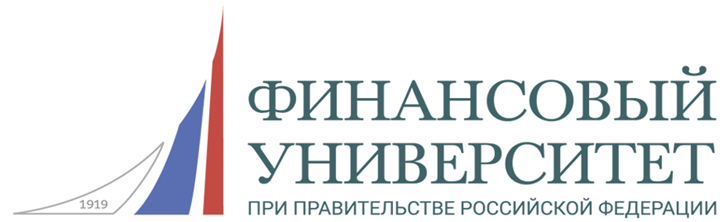 1919
ФИНАНСОВЫЙ
УНИВЕРСИТЕТ
ПРИ ПРАВИТЕЛЬСТВЕ РОССИЙСКОЙ ФЕДЕРАЦИИ